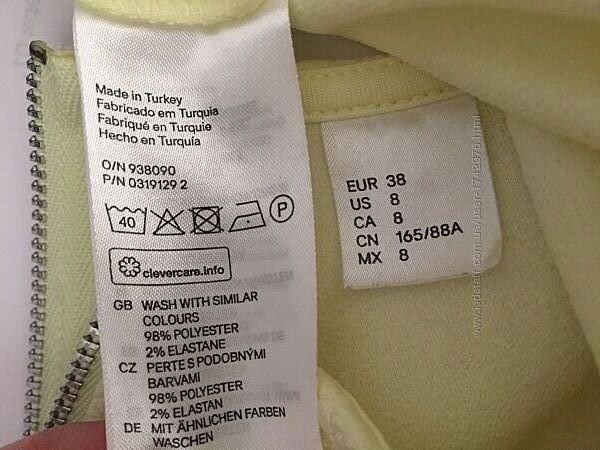 Made in Turkey
Fabricado em Turquia
Fabriqué en Turquie
Hecho en Turquía
O/N 938090
P/N 0319129 2
40
P
clevercare.info
GB WASH WITH SIMILAR
COLOURS
98% POLYESTER
2% ELASTANE
CZ PERTE S PODOBNÝMI
BARVAMI
98% POLYESTER
2% ELASTAN
DE MIT ÄHNLICHEN FARBEN
WASCHEN
EUR 38
US 8
CA 8
CN 165/88A
MX 8